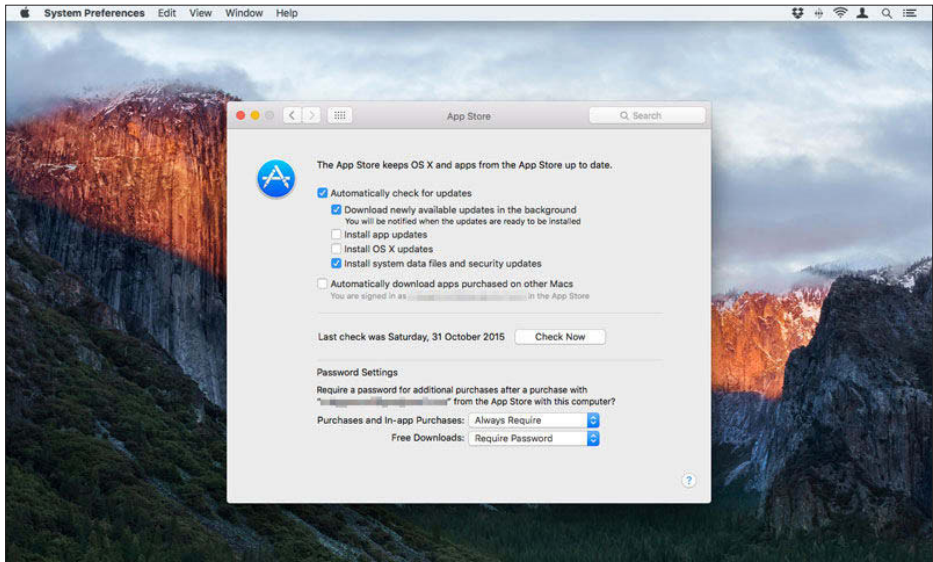 System Preferences Edit View Window Help
App Store
Search
The App Store keeps OS X and apps from the App Store up to date.
Automatically check for updates
Download newly available updates in the background
You will be notified when the updates are ready to be installed
Install app updates
Install OS X updates
Install system data files and security updates
Automatically download apps purchased on other Macs
You are signed in as in the App Store
Last check was Saturday, 31 October 2015 Check Now
Password Settings
Require a password for additional purchases after a purchase with
" " from the App Store with this computer?
Purchases and In-app Purchases: Always Require
Free Downloads: Require Password
?